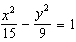 x²/15 − y²/9 = 1